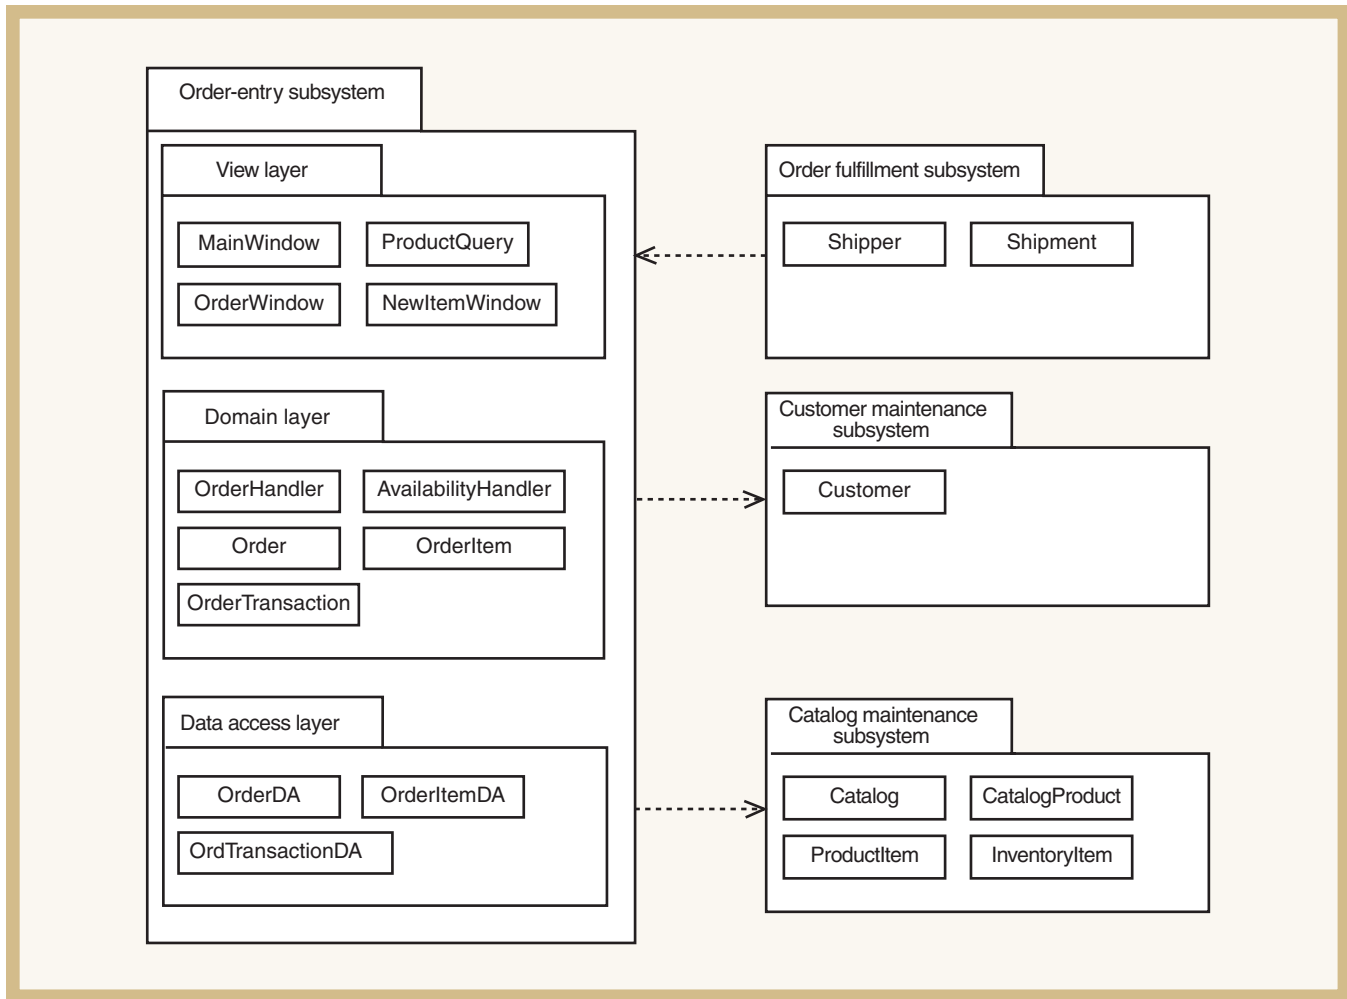 Order-entry subsystem
View layer
MainWindow
ProductQuery
OrderWindow
NewItemWindow
Domain layer
OrderHandler
AvailabilityHandler
Order
OrderItem
OrderTransaction
Data access layer
OrderDA
OrderItemDA
OrdTransactionDA
Order fulfillment subsystem
Shipper
Shipment
Customer maintenance
subsystem
Customer
Catalog maintenance
subsystem
Catalog
CatalogProduct
ProductItem
InventoryItem